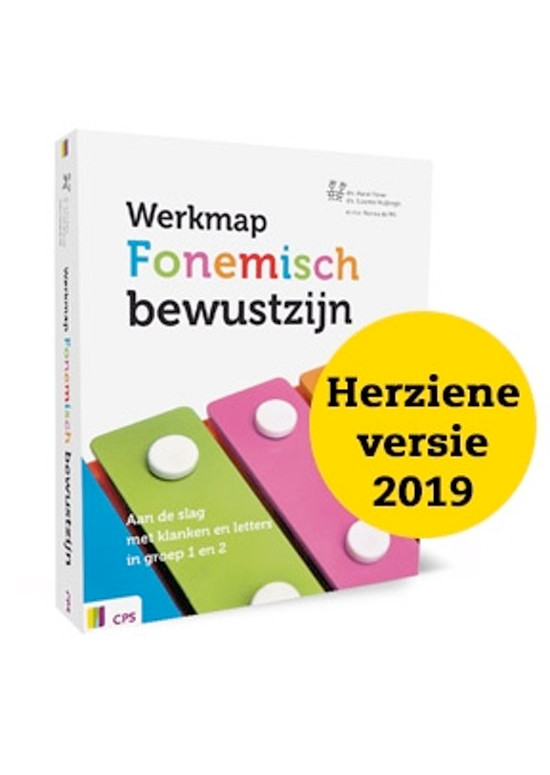 Werkmap
Fonemisch
bewustzijn
Herziene
versie
2019
Aan de slag
met klanken en letters
in groep 1 en 2
CPS
Werkmap Fonemisch bewustzijn
cps